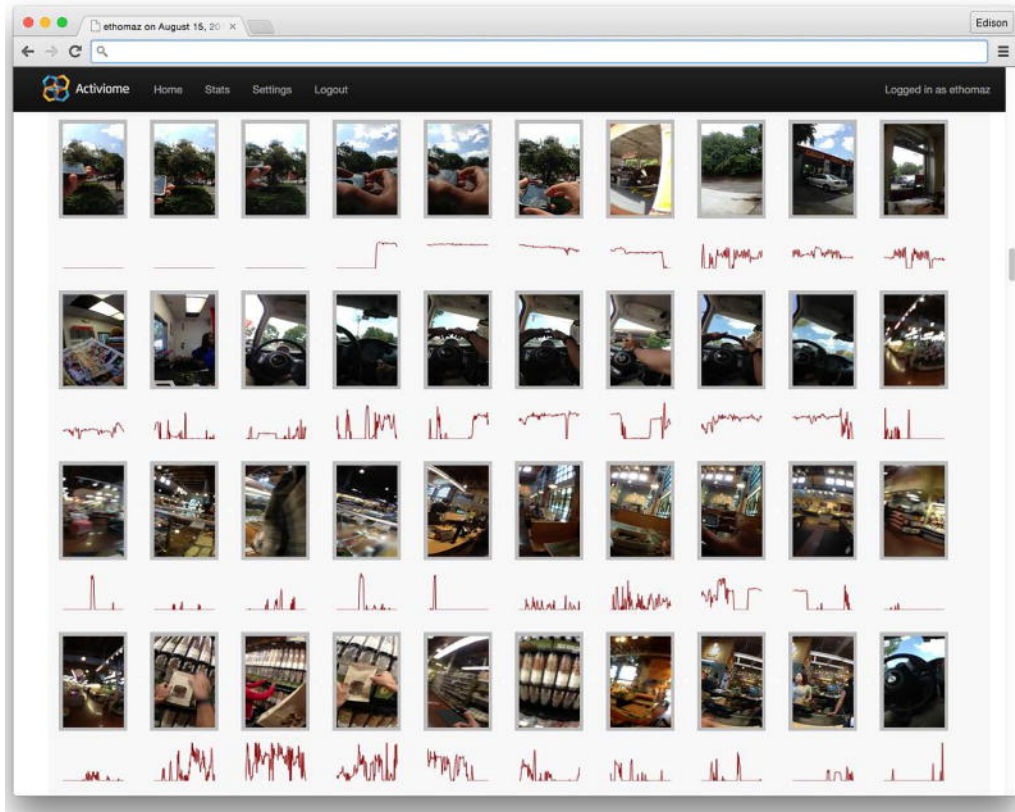 ethomaz on August 15, 20
Edison
Activiome
Home
Stats
Settings
Logout
Logged in as ethomaz